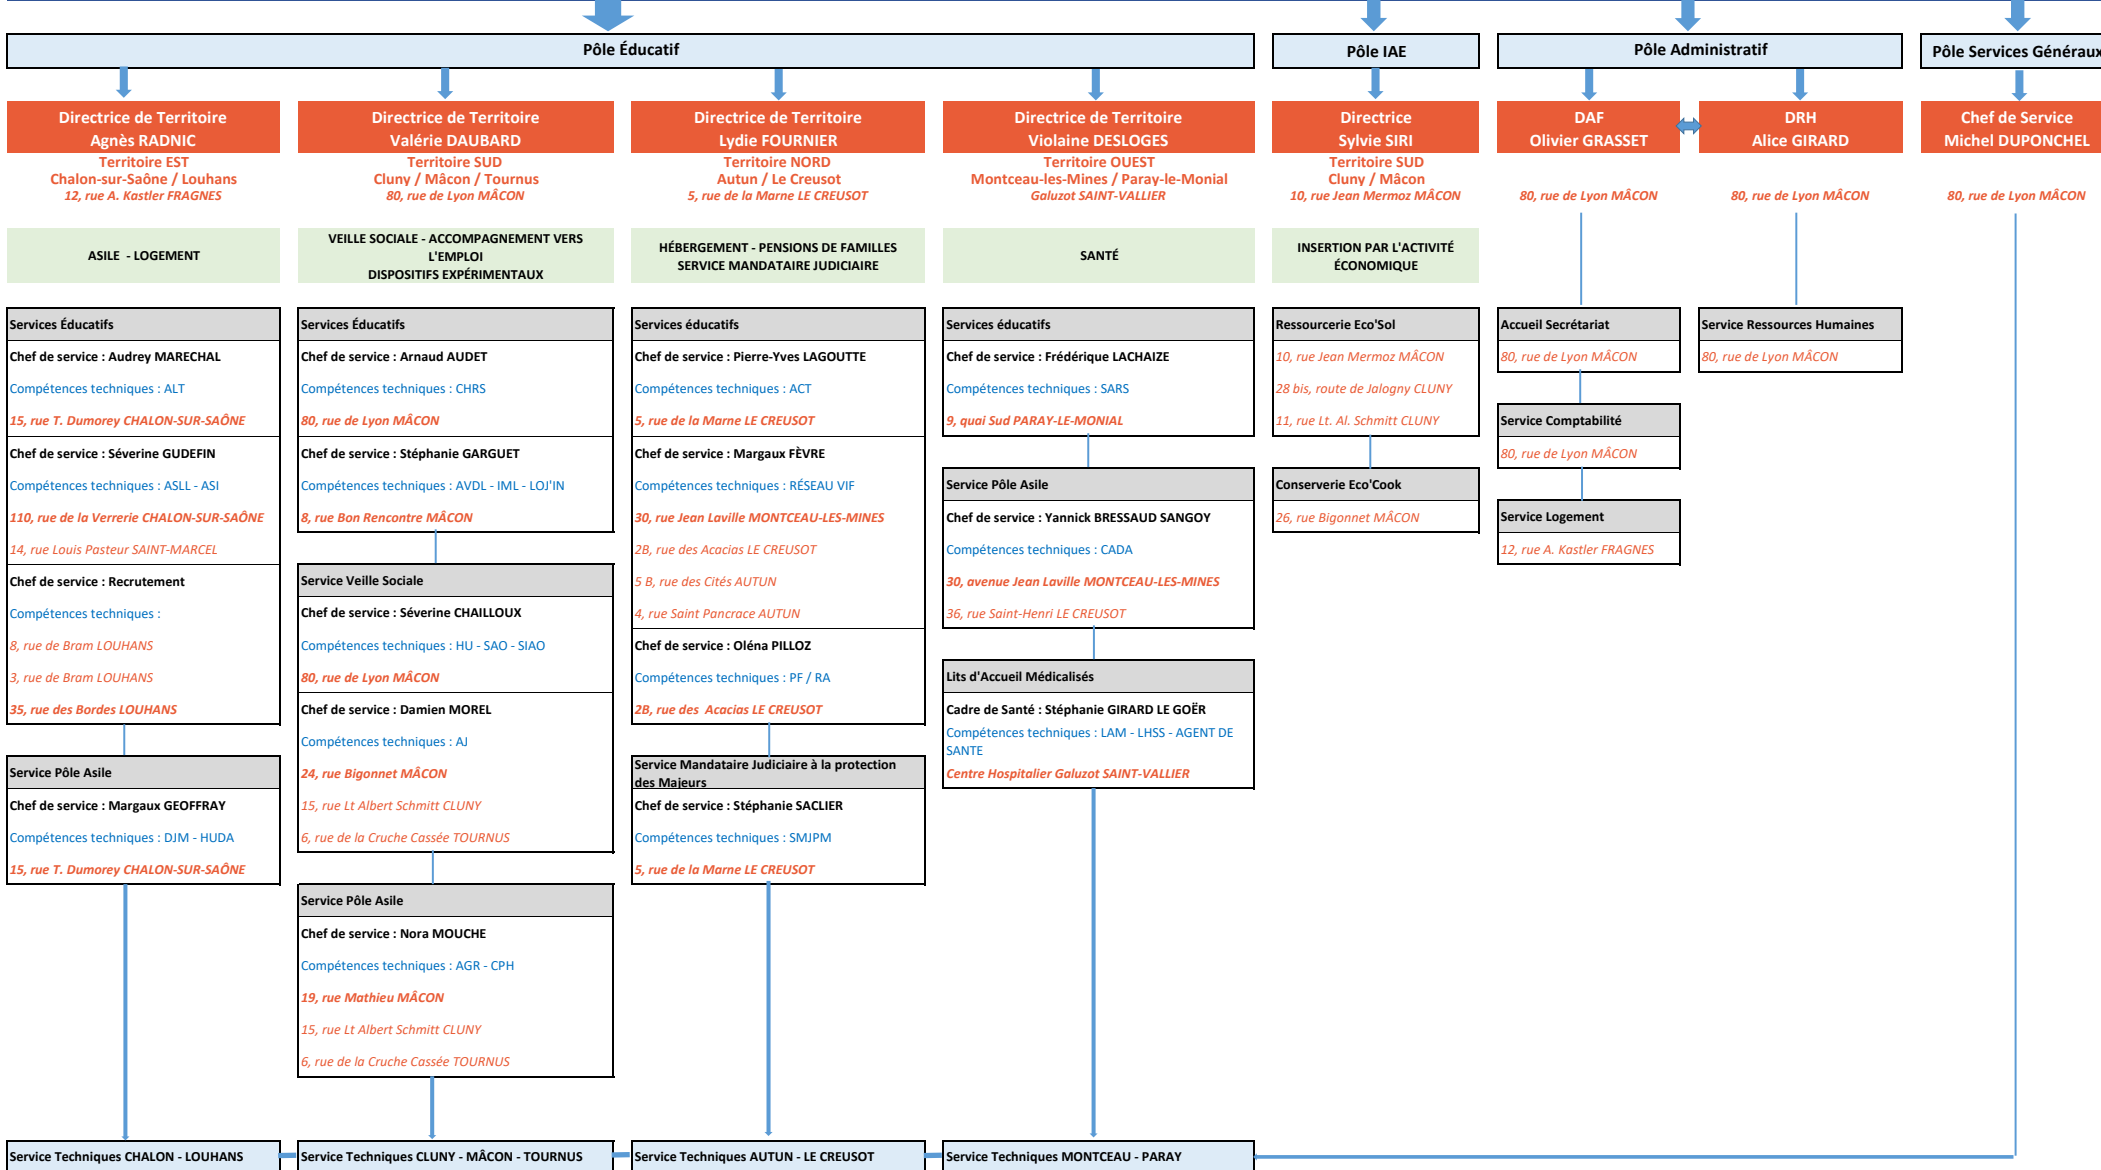 Pôle Éducatif
Pôle IAE
Pôle Administratif
Pôle Services Généraux
Directrice de Territoire
Agnès RADNIC
Territoire EST
Chalon-sur-Saône / Louhans
12, rue A. Kastler FRAGNES
ASILE - LOGEMENT
Services Éducatifs
Chef de service : Audrey MARECHAL
Compétences techniques : ALT
15, rue T. Dumorey CHALON-SUR-SAÔNE
Chef de service : Séverine GUDEFIN
Compétences techniques : ASLL - ASI
110, rue de la Verrerie CHALON-SUR-SAÔNE
14, rue Louis Pasteur SAINT-MARCEL
Chef de service : Recrutement
Compétences techniques :
8, rue de Bram LOUHANS
3, rue de Bram LOUHANS
35, rue des Bordes LOUHANS
Service Pôle Asile
Chef de service : Margaux GEOFFRAY
Compétences techniques : DJM - HUDA
15, rue T. Dumorey CHALON-SUR-SAÔNE
Service Techniques CHALON - LOUHANS
Directrice de Territoire
Valérie DAUBARD
Territoire SUD
Cluny / Mâcon / Tournus
80, rue de Lyon MÂCON
VEILLE SOCIALE - ACCOMPAGNEMENT VERS
L'EMPLOI
DISPOSITIFS EXPÉRIMENTAUX
Services Éducatifs
Chef de service : Arnaud AUDET
Compétences techniques : CHRS
80, rue de Lyon MÂCON
Chef de service : Stéphanie GARGUET
Compétences techniques : AVDL - IML - LOJ'IN
8, rue Bon Rencontre MÂCON
Service Veille Sociale
Chef de service : Séverine CHAILLOUX
Compétences techniques : HU - SAO - SIAO
80, rue de Lyon MÂCON
Chef de service : Damien MOREL
Compétences techniques : AJ
24, rue Bigonnet MÂCON
15, rue Lt Albert Schmitt CLUNY
6, rue de la Cruche Cassée TOURNUS
Service Pôle Asile
Chef de service : Nora MOUCHE
Compétences techniques : AGR - CPH
19, rue Mathieu MÂCON
15, rue Lt Albert Schmitt CLUNY
6, rue de la Cruche Cassée TOURNUS
Service Techniques CLUNY - MÂCON - TOURNUS
Directrice de Territoire
Lydie FOURNIER
Territoire NORD
Autun / Le Creusot
5, rue de la Marne LE CREUSOT
HÉBERGEMENT - PENSIONS DE FAMILLES
SERVICE MANDATAIRE JUDICIAIRE
Services éducatifs
Chef de service : Pierre-Yves LAGOUTTE
Compétences techniques : ACT
5, rue de la Marne LE CREUSOT
Chef de service : Margaux FÈVRE
Compétences techniques : RÉSEAU VIF
30, rue Jean Laville MONTCEAU-LES-MINES
2B, rue des Acacias LE CREUSOT
5 B, rue des Cités AUTUN
4, rue Saint Pancrace AUTUN
Chef de service : Oléna PILLOZ
Compétences techniques : PF / RA
2B, rue des  Acacias LE CREUSOT
Service Mandataire Judiciaire à la protection
des Majeurs
Chef de service : Stéphanie SACLIER
Compétences techniques : SMJPM
5, rue de la Marne LE CREUSOT
Service Techniques AUTUN - LE CREUSOT
Directrice de Territoire
Violaine DESLOGES
Territoire OUEST
Montceau-les-Mines / Paray-le-Monial
Galuzot SAINT-VALLIER
SANTÉ
Services éducatifs
Chef de service : Frédérique LACHAIZE
Compétences techniques : SARS
9, quai Sud PARAY-LE-MONIAL
Service Pôle Asile
Chef de service : Yannick BRESSAUD SANGOY
Compétences techniques : CADA
30, avenue Jean Laville MONTCEAU-LES-MINES
36, rue Saint-Henri LE CREUSOT
Lits d'Accueil Médicalisés
Cadre de Santé : Stéphanie GIRARD LE GOËR
Compétences techniques : LAM - LHSS - AGENT DE
SANTE
Centre Hospitalier Galuzot SAINT-VALLIER
Service Techniques MONTCEAU - PARAY
Directrice
Sylvie SIRI
Territoire SUD
Cluny / Mâcon
10, rue Jean Mermoz MÂCON
INSERTION PAR L'ACTIVITÉ
ÉCONOMIQUE
Ressourcerie Eco'Sol
10, rue Jean Mermoz MÂCON
28 bis, route de Jalogny CLUNY
11, rue Lt. Al. Schmitt CLUNY
Conserverie Eco'Cook
26, rue Bigonnet MÂCON
DAF
Olivier GRASSET
80, rue de Lyon MÂCON
Accueil Secrétariat
80, rue de Lyon MÂCON
Service Comptabilité
80, rue de Lyon MÂCON
Service Logement
12, rue A. Kastler FRAGNES
DRH
Alice GIRARD
80, rue de Lyon MÂCON
Service Ressources Humaines
80, rue de Lyon MÂCON
Chef de Service
Michel DUPONCHEL
80, rue de Lyon MÂCON